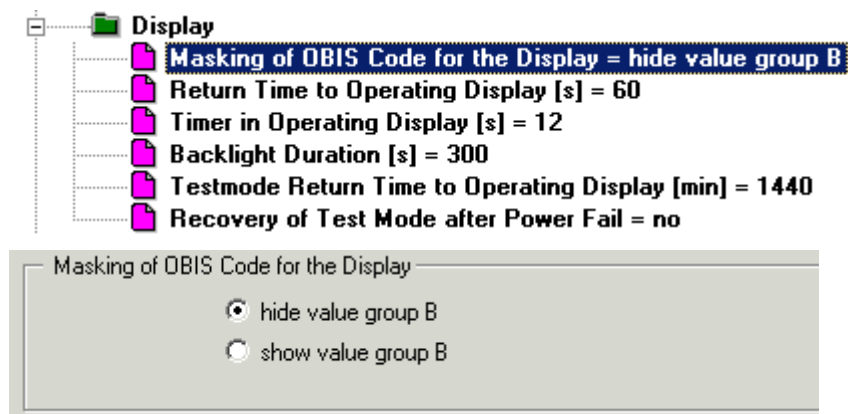 Display
Masking of OBIS Code for the Display = hide value group B
Return Time to Operating Display [s] = 60
Timer in Operating Display [s] = 12
Backlight Duration [s] = 300
Testmode Return Time to Operating Display [min] = 1440
Recovery of Test Mode after Power Fail = no
Masking of OBIS Code for the Display
hide value group B
show value group B